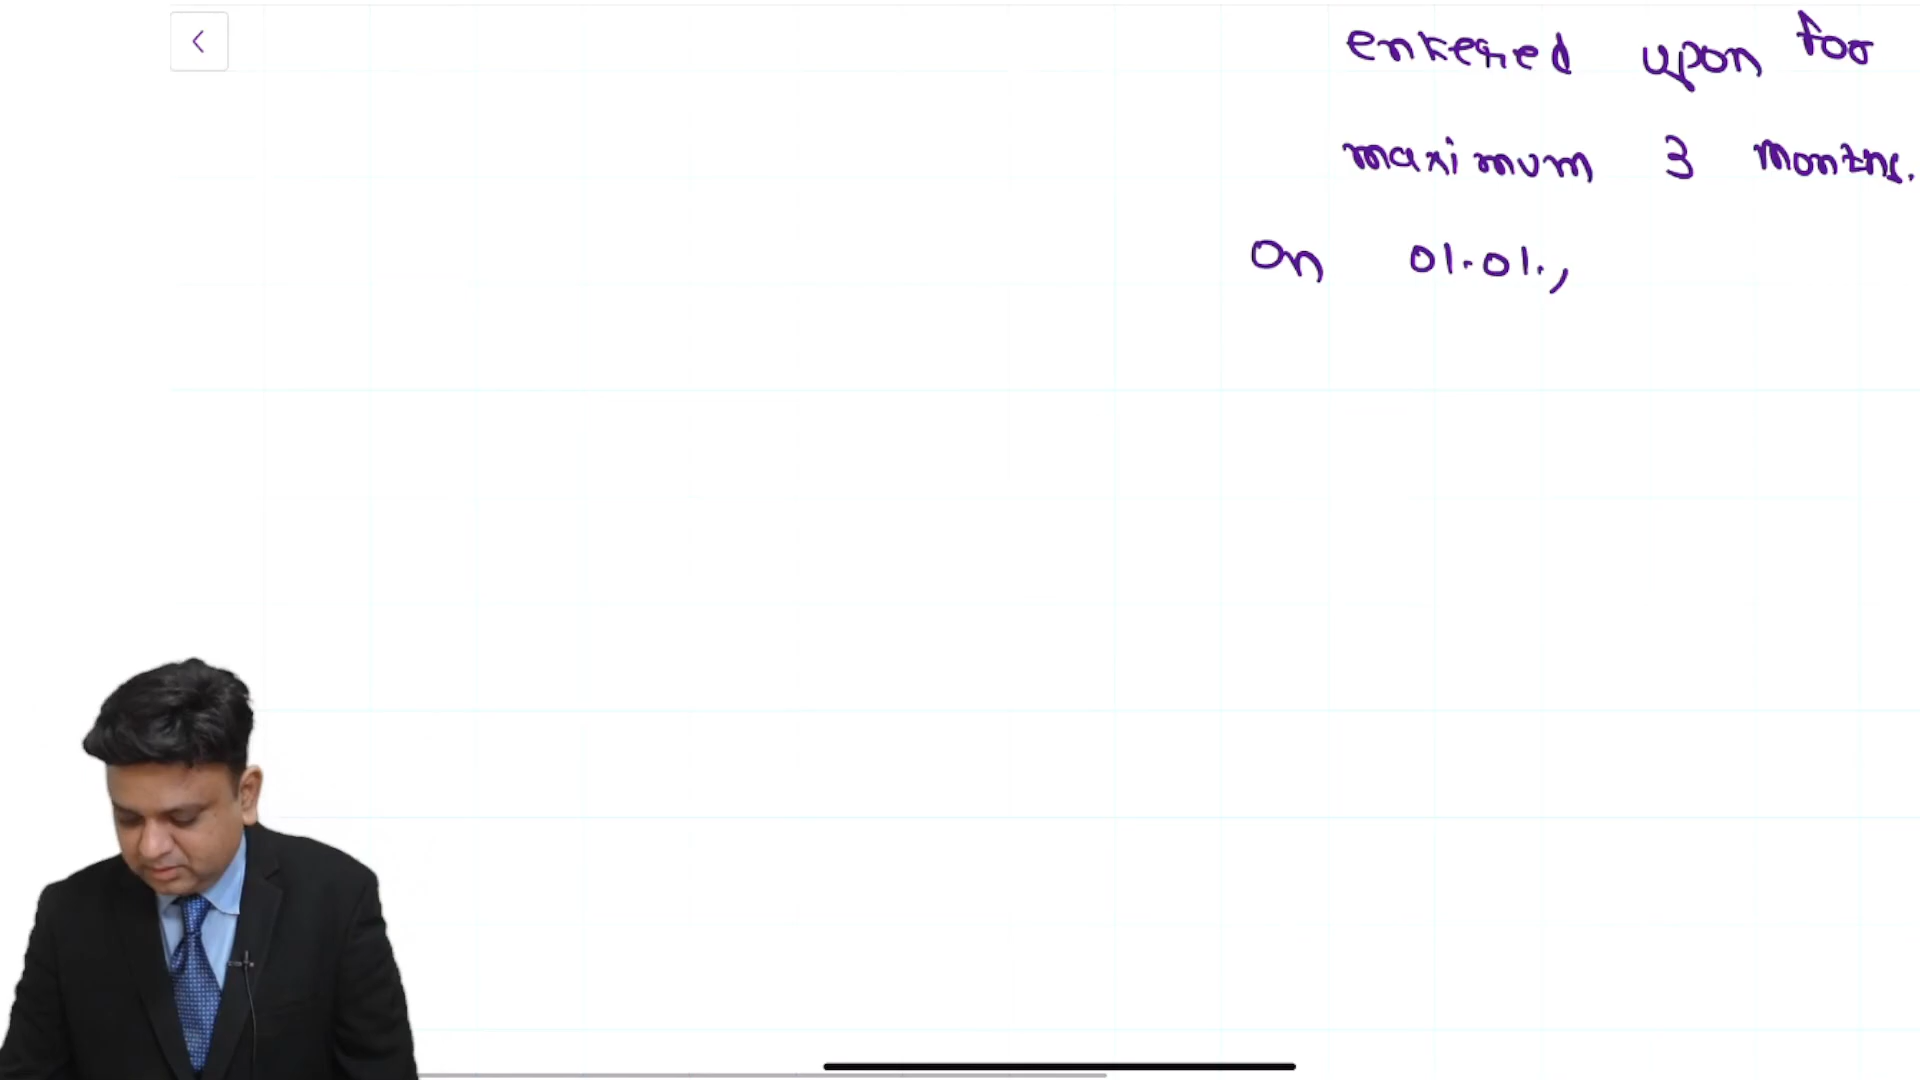 entered upon for
maximum 3 months.
On 01.01.,